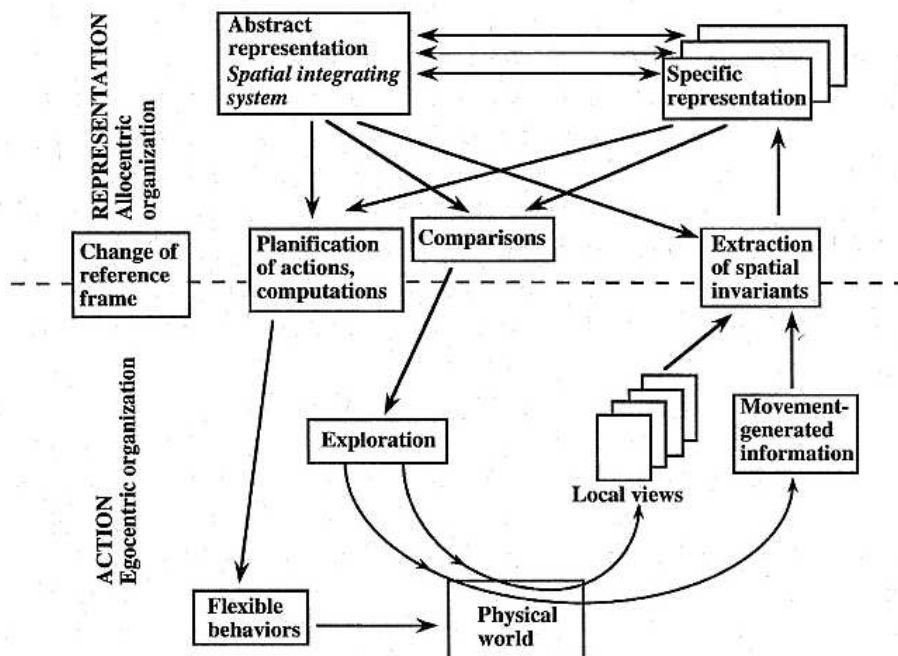 Abstract
representation
Spatial integrating
system
Specific
representation
REPRESENTATION
Allocentric
organization
Change of
reference
frame
Planification
of actions,
computations
Comparisons
Extraction
of spatial
invariants
ACTION
Egocentric organization
Exploration
Local views
Movement-
generated
information
Flexible
behaviors
Physical
world